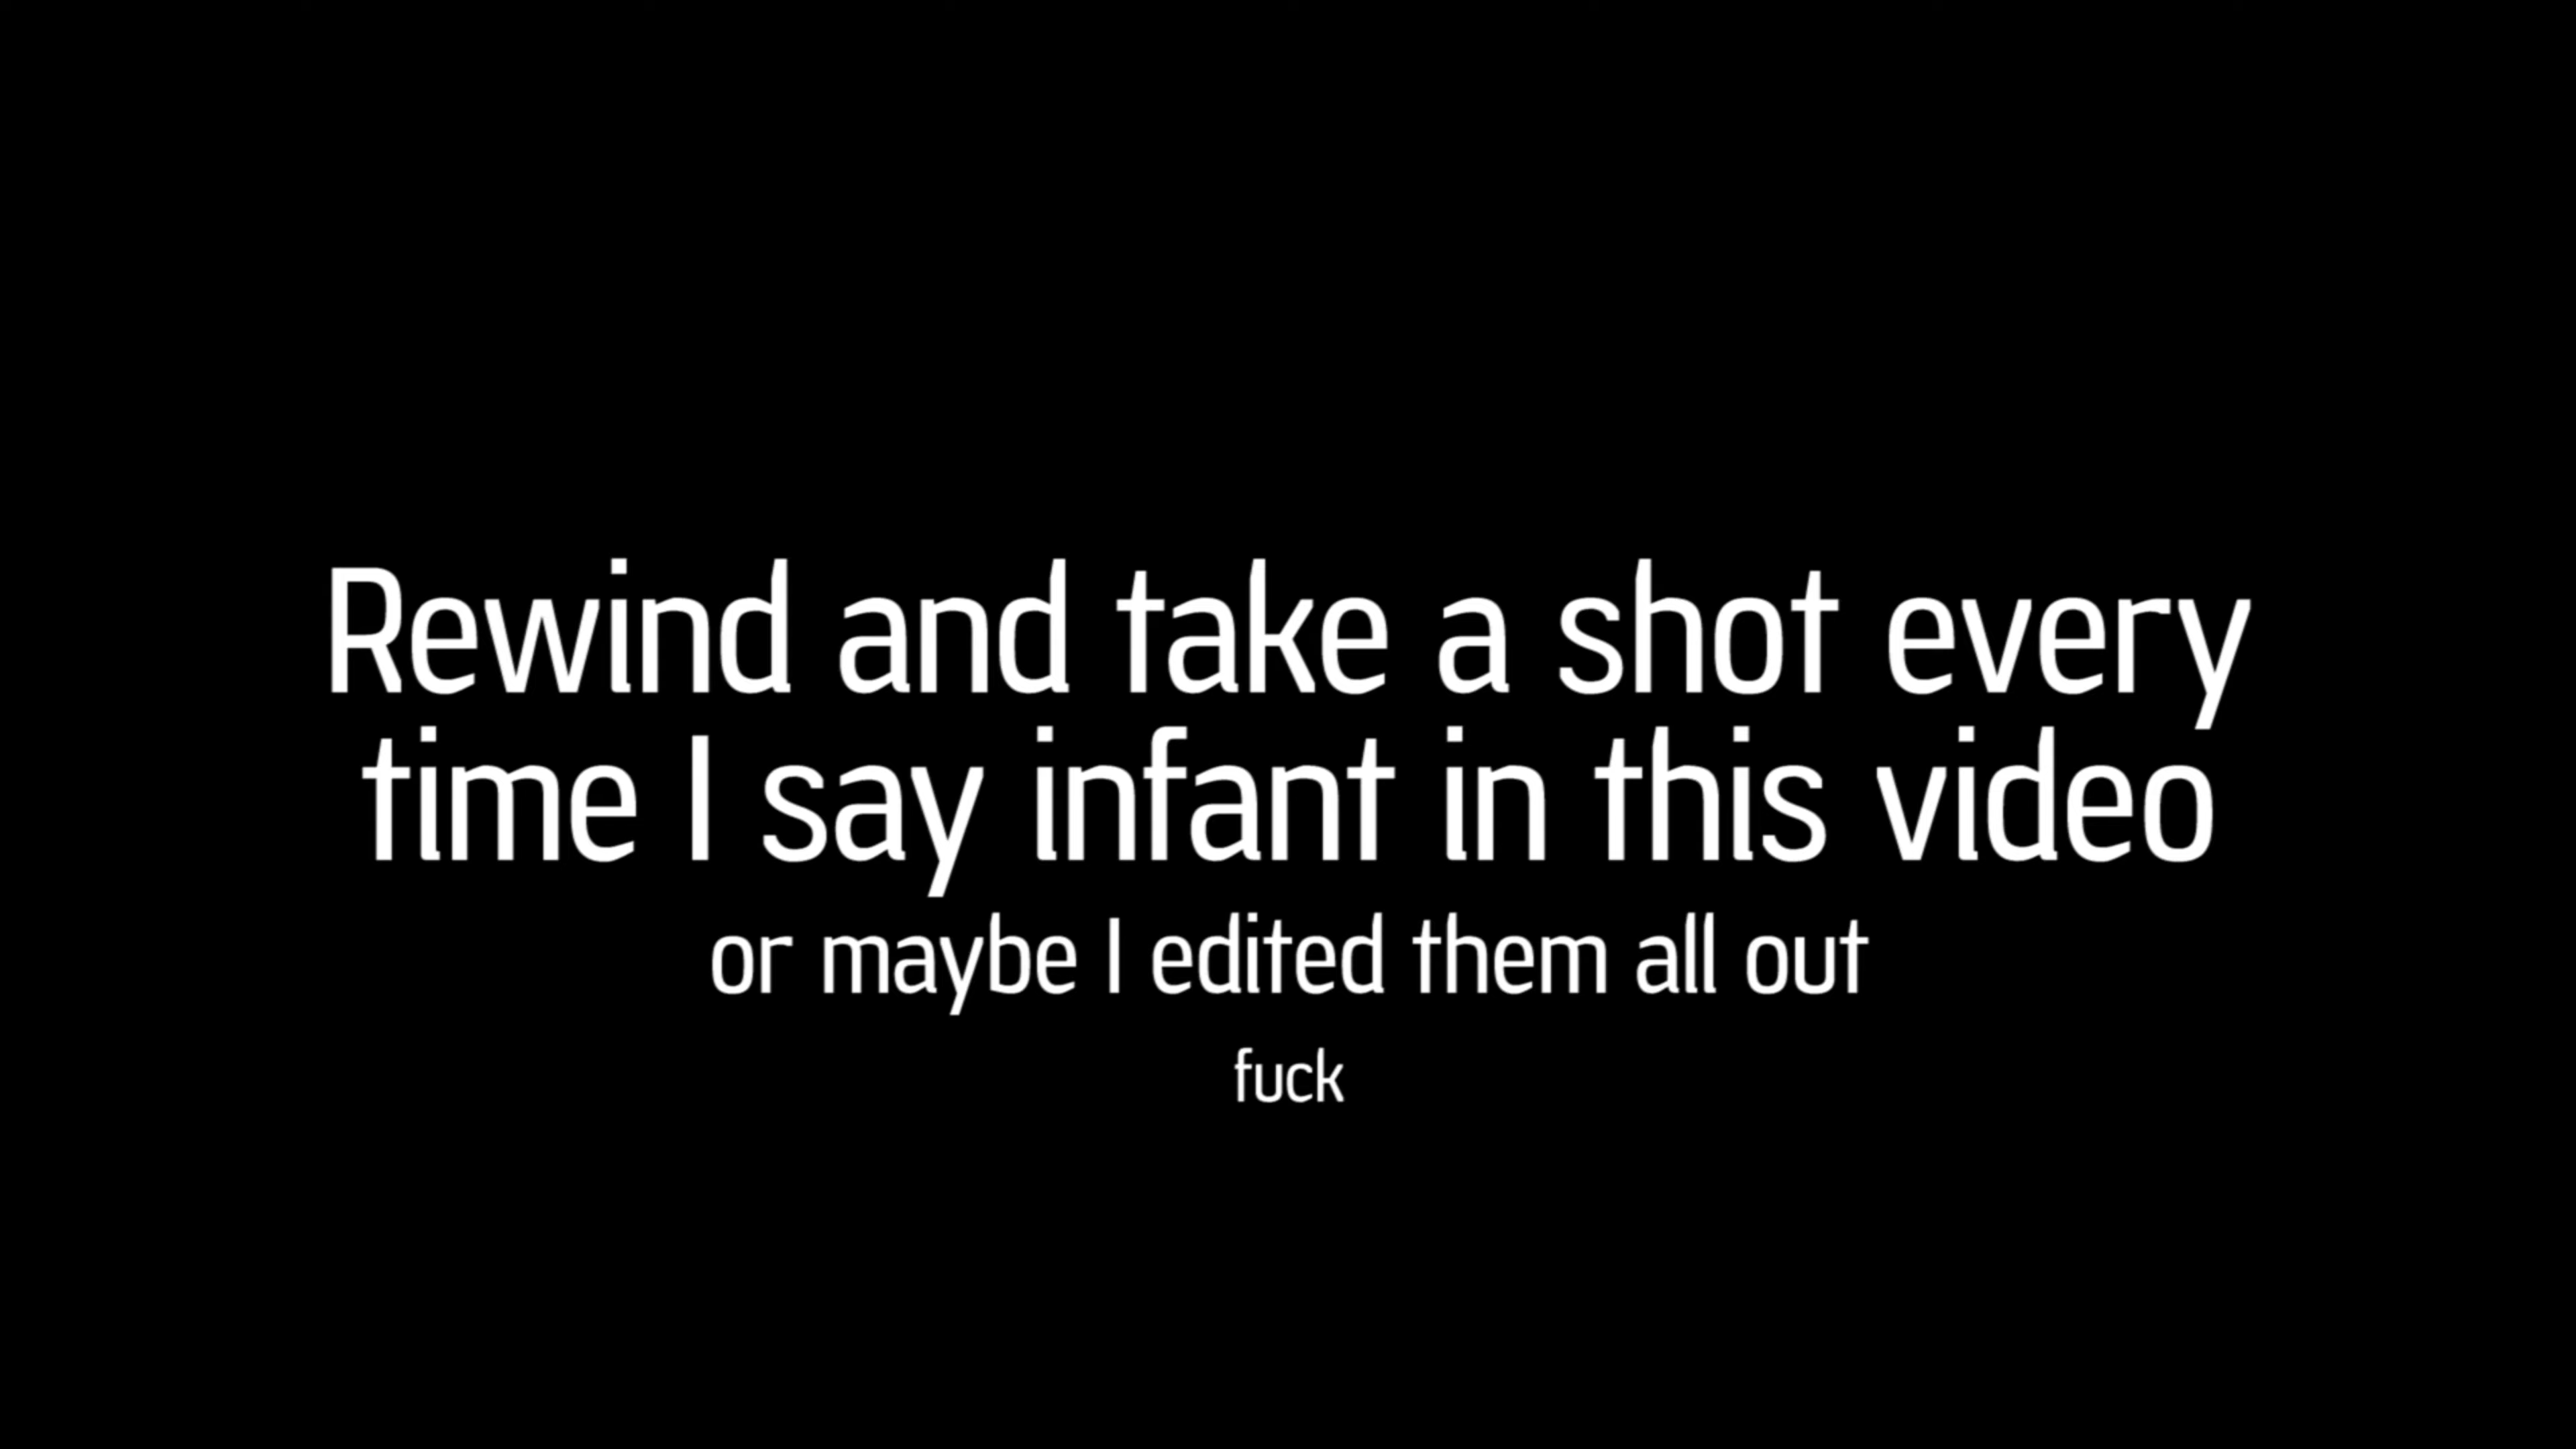 Rewind and take a shot every
time I say infant in this video
or maybe I edited them all out
fuck